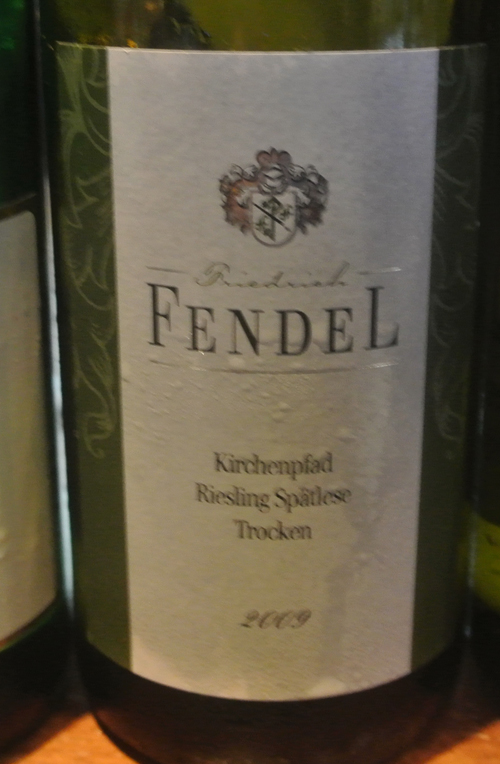 Friedrich
FENDEL
Kirchenpfad
Riesling Spätlese
Trocken
2009